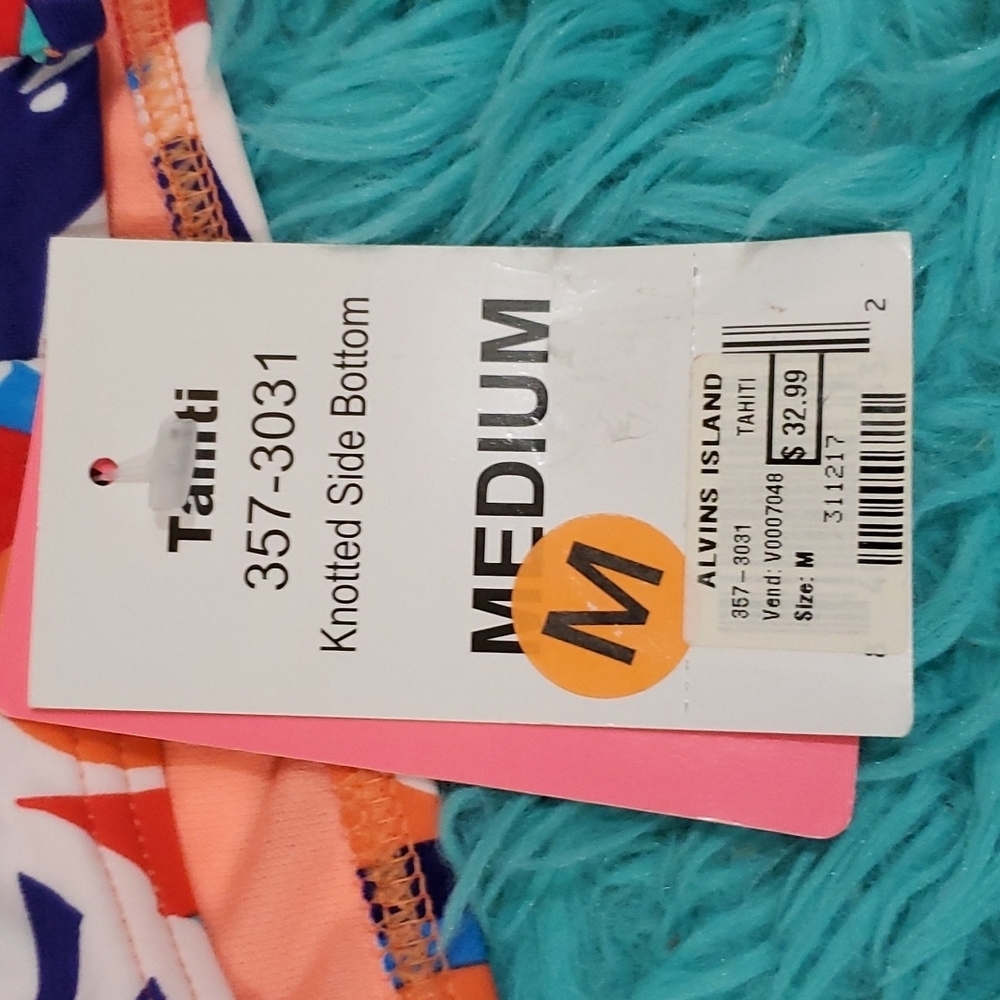 Tahiti
357-3031
Knotted Side Bottom
MEDIUM
M
2
ALVINS ISLAND
357-3031 TAHITI
Vend: V0007048 $ 32.99
Size: M
311217